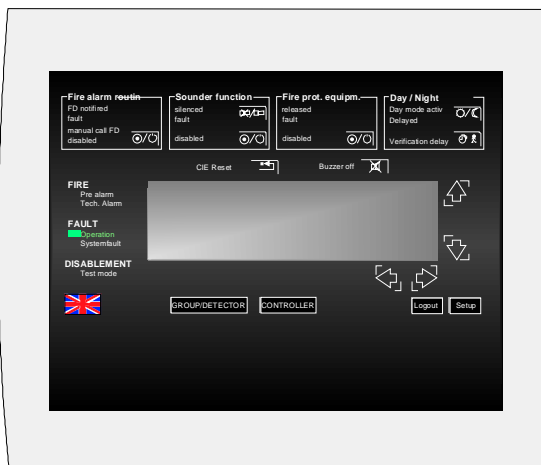 Fire alarm routin
FD notifired
fault
manual call FD
disabled
Sounder function
silenced
fault
disabled
Fire prot. equipm.
released
fault
disabled
Day / Night
Day mode activ
Delayed
Verification delay
CIE Reset
Buzzer off
FIRE
Pre alarm
Tech. Alarm
FAULT
Operation
Systemfault
DISABLEMENT
Test mode
GROUP/DETECTOR
CONTROLLER
Logout
Setup